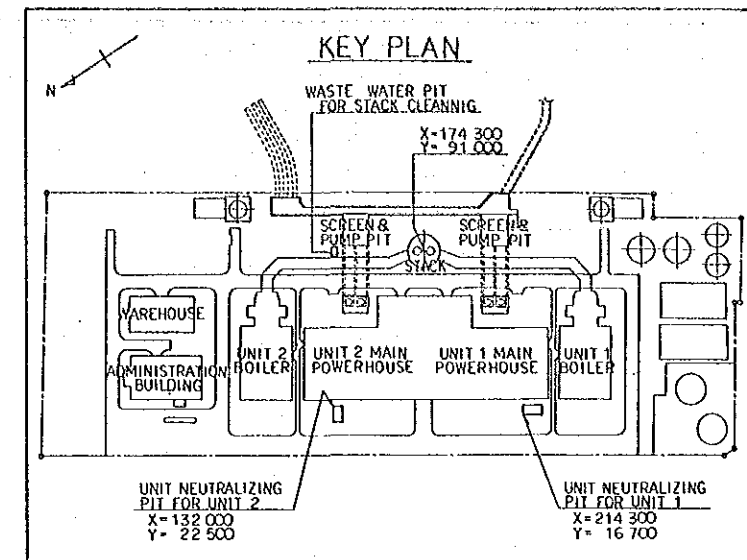 KEY PLAN
N
WASTE WATER PIT
FOR STACK CLEANNIG
X=174 300
Y= 91 000
SCREEN &
PUMP PIT
SCREEN &
PUMP PIT
STACK
WAREHOUSE
ADMINISTRATION
BUILDING
UNIT 2
BOILER
UNIT 2 MAIN
POWERHOUSE
UNIT 1 MAIN
POWERHOUSE
UNIT 1
BOILER
UNIT NEUTRALIZING
PIT FOR UNIT 2
X=132 000
Y= 22 500
UNIT NEUTRALIZING
PIT FOR UNIT 1
X=214 300
Y= 16 700